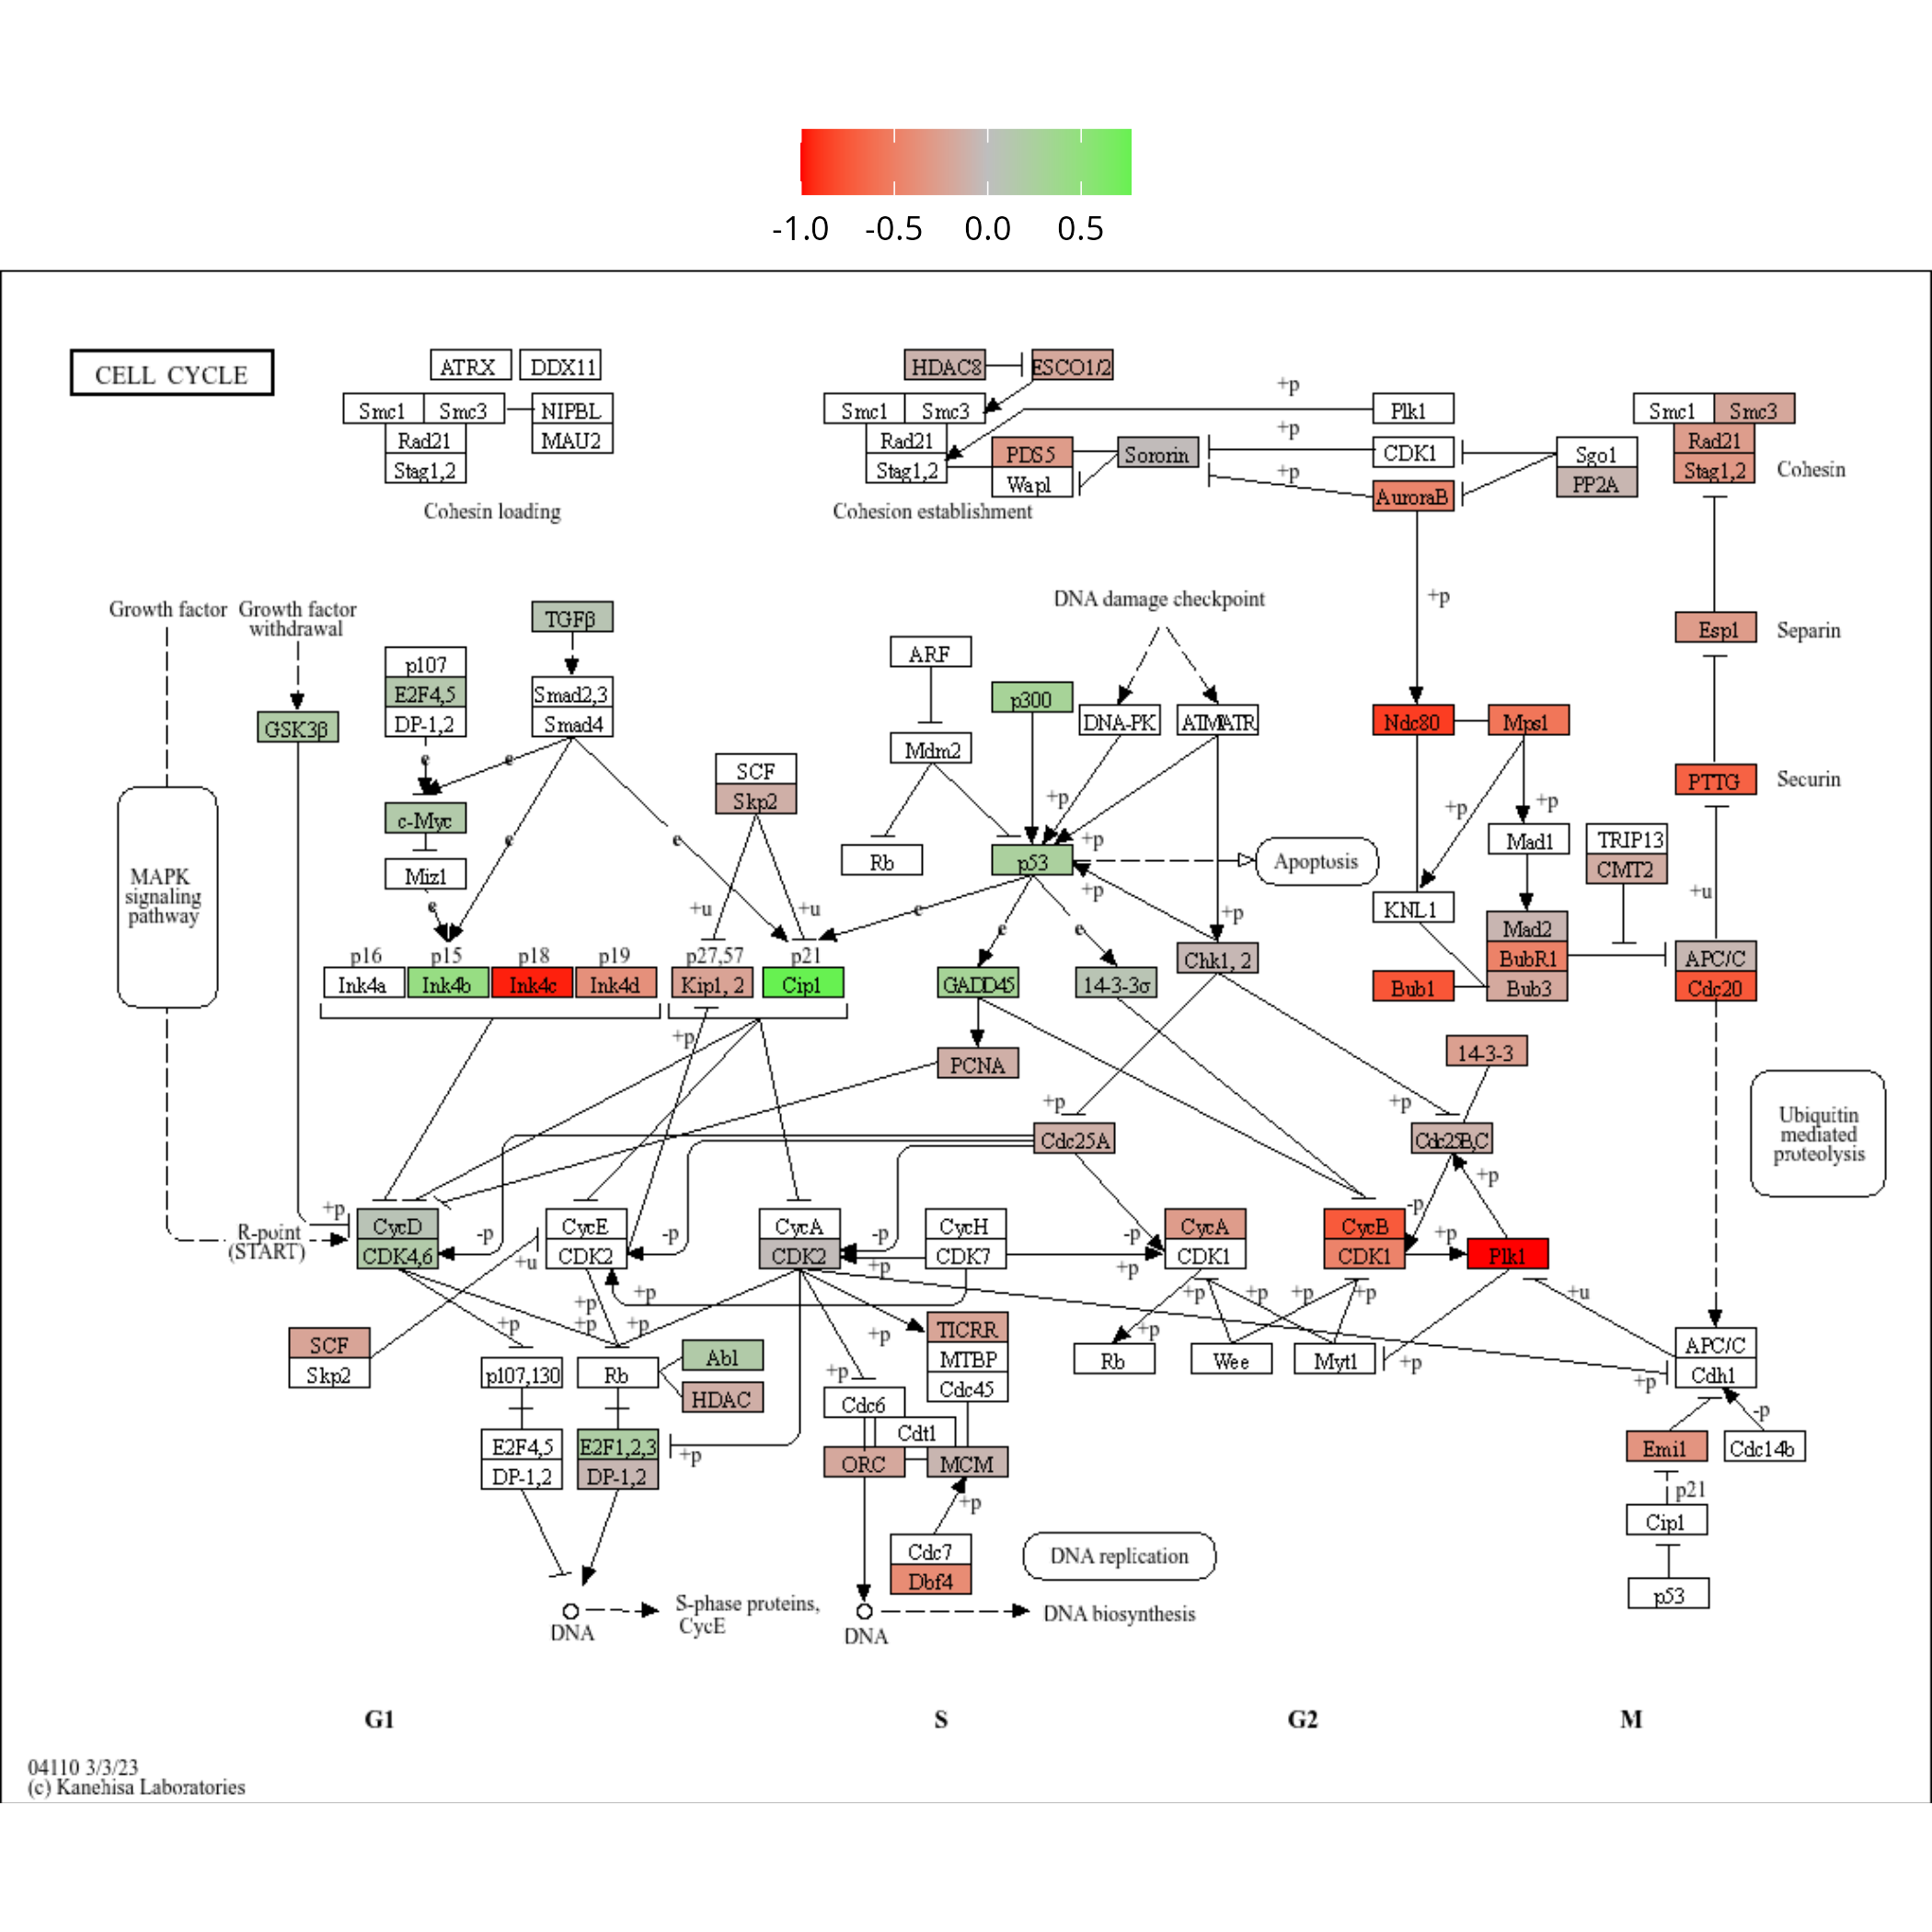 -1.0 -0.5 0.0 0.5
CELL CYCLE
ATRX DDX11
Smc1 Smc3 NIPBL
Rad21 MAU2
Stag1,2
Cohesin loading
HDAC8 ESCO1/2
Smc1 Smc3
Rad21
Stag1,2
PDS5 Sororin
Wapl
Cohesion establishment
+p
Plk1
+p
CDK1
+p
AuroraB
Sgo1
PP2A
Smc1 Smc3
Rad21
Stag1,2
Cohesin
+p
Esp1 Separin
PTTG Securin
Growth factor
Growth factor
withdrawal
GSK3β
MAPK
signaling
pathway
p107
E2F4,5
DP-1,2
TGFβ
Smad2,3
Smad4
e e
c-Myc
Miz1
e e e
SCF
Skp2
+u +u
ARF
Mdm2
Rb
p300
DNA damage checkpoint
DNA-PK ATM/ATR
+p
+p
p53
+p
Apoptosis
+p
e e e
Ndc80 Mps1
+p +p
Mad1
KNL1
TRIP13
CMT2
+u
Mad2
BubR1
Bub3
Bub1
APC/C
Cdc20
p16 p15 p18 p19 p27,57 p21
Ink4a Ink4b Ink4c Ink4d Kip1, 2 Cip1
GADD45 14-3-3σ Chk1, 2
+p
PCNA
14-3-3
+p +p
Cdc25A Cdc25B,C
Ubiquitin
mediated
proteolysis
R-point
(START)
+p
CycD
CDK4,6
-p
+u
CycE
CDK2
-p
CycA
CDK2
-p
+p
CycH
CDK7
-p
+p
CycA
CDK1
CycB
CDK1
-p
+p
+p
Plk1
+u
+p
+p +p +p
+p
+p +p +p +p +p
SCF
Skp2
p107,130 Rb
Abl
HDAC
E2F4,5
DP-1,2
E2F1,2,3
DP-1,2
+p
+p
+p
TICRR
MTBP
Cdc45
Cdc6
Cdt1
ORC MCM
+p
Cdc7
Dbf4
Rb Wee Myt1
+p
+p
APC/C
Cdh1
-p
Emi1 Cdc14b
p21
Cip1
p53
DNA replication
DNA
S-phase proteins,
CycE
DNA
DNA biosynthesis
G1 S G2 M
04110 3/3/23
(c) Kanehisa Laboratories